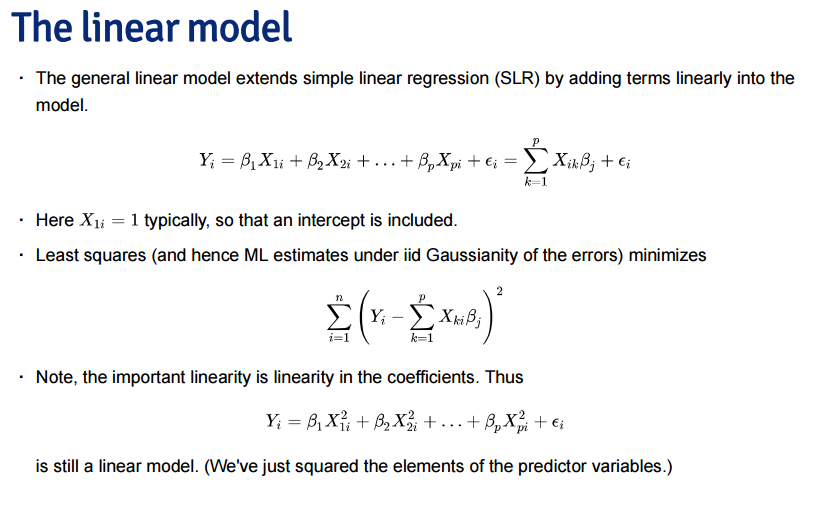 The linear model
· The general linear model extends simple linear regression (SLR) by adding terms linearly into the
model.
$Y_i = \beta_1 X_{1i} + \beta_2 X_{2i} + \ldots + \beta_p X_{pi} + \epsilon_i = \sum_{k=1}^{p} X_{ik}\beta_j + \epsilon_i$
· Here $X_{1i} = 1$ typically, so that an intercept is included.
· Least squares (and hence ML estimates under iid Gaussianity of the errors) minimizes
$\sum_{i=1}^{n} \left( Y_i - \sum_{k=1}^{p} X_{ki}\beta_j \right)^2$
· Note, the important linearity is linearity in the coefficients. Thus
$Y_i = \beta_1 X_{1i}^2 + \beta_2 X_{2i}^2 + \ldots + \beta_p X_{pi}^2 + \epsilon_i$
is still a linear model. (We've just squared the elements of the predictor variables.)